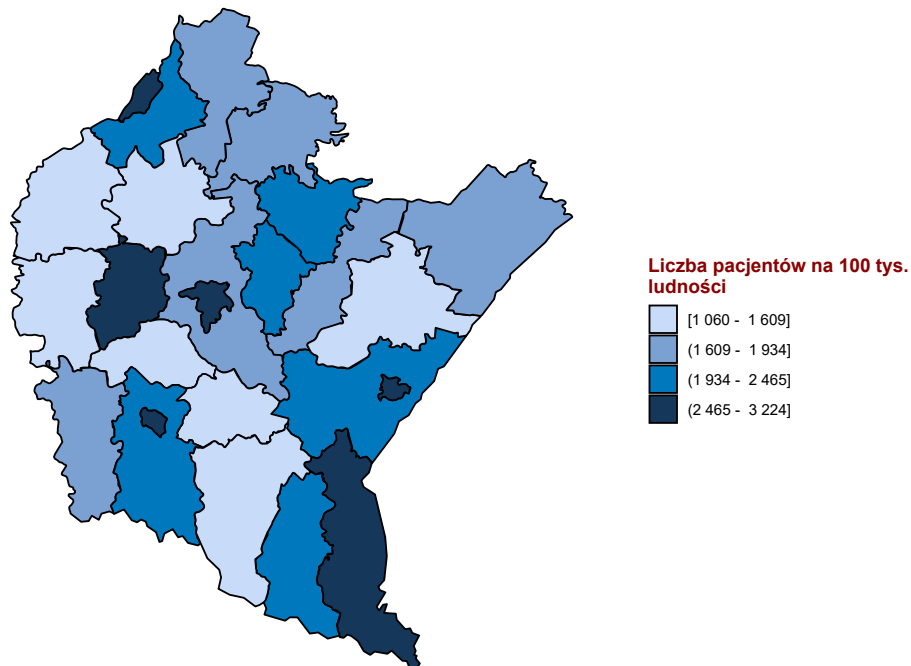 Liczba pacjentów na 100 tys.
ludności
[1 060 - 1 609]
(1 609 - 1 934]
(1 934 - 2 465]
(2 465 - 3 224]